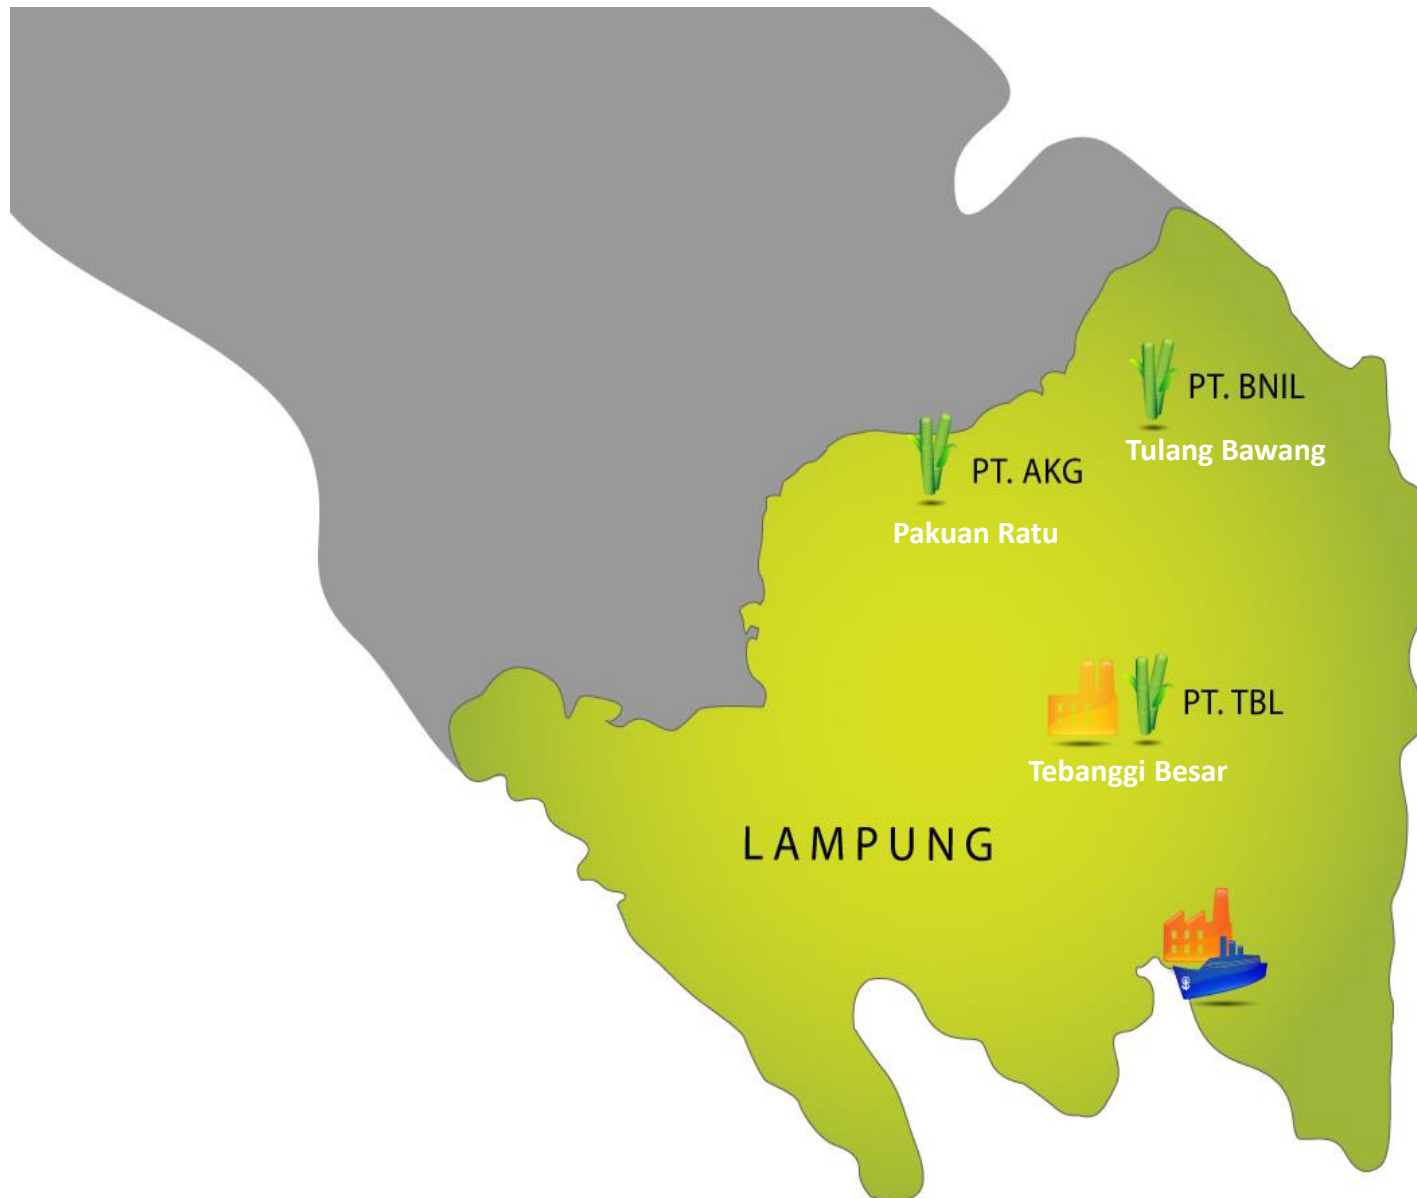 PT. BNIL
Tulang Bawang
PT. AKG
Pakuan Ratu
PT. TBL
Tebanggi Besar
LAMPUNG